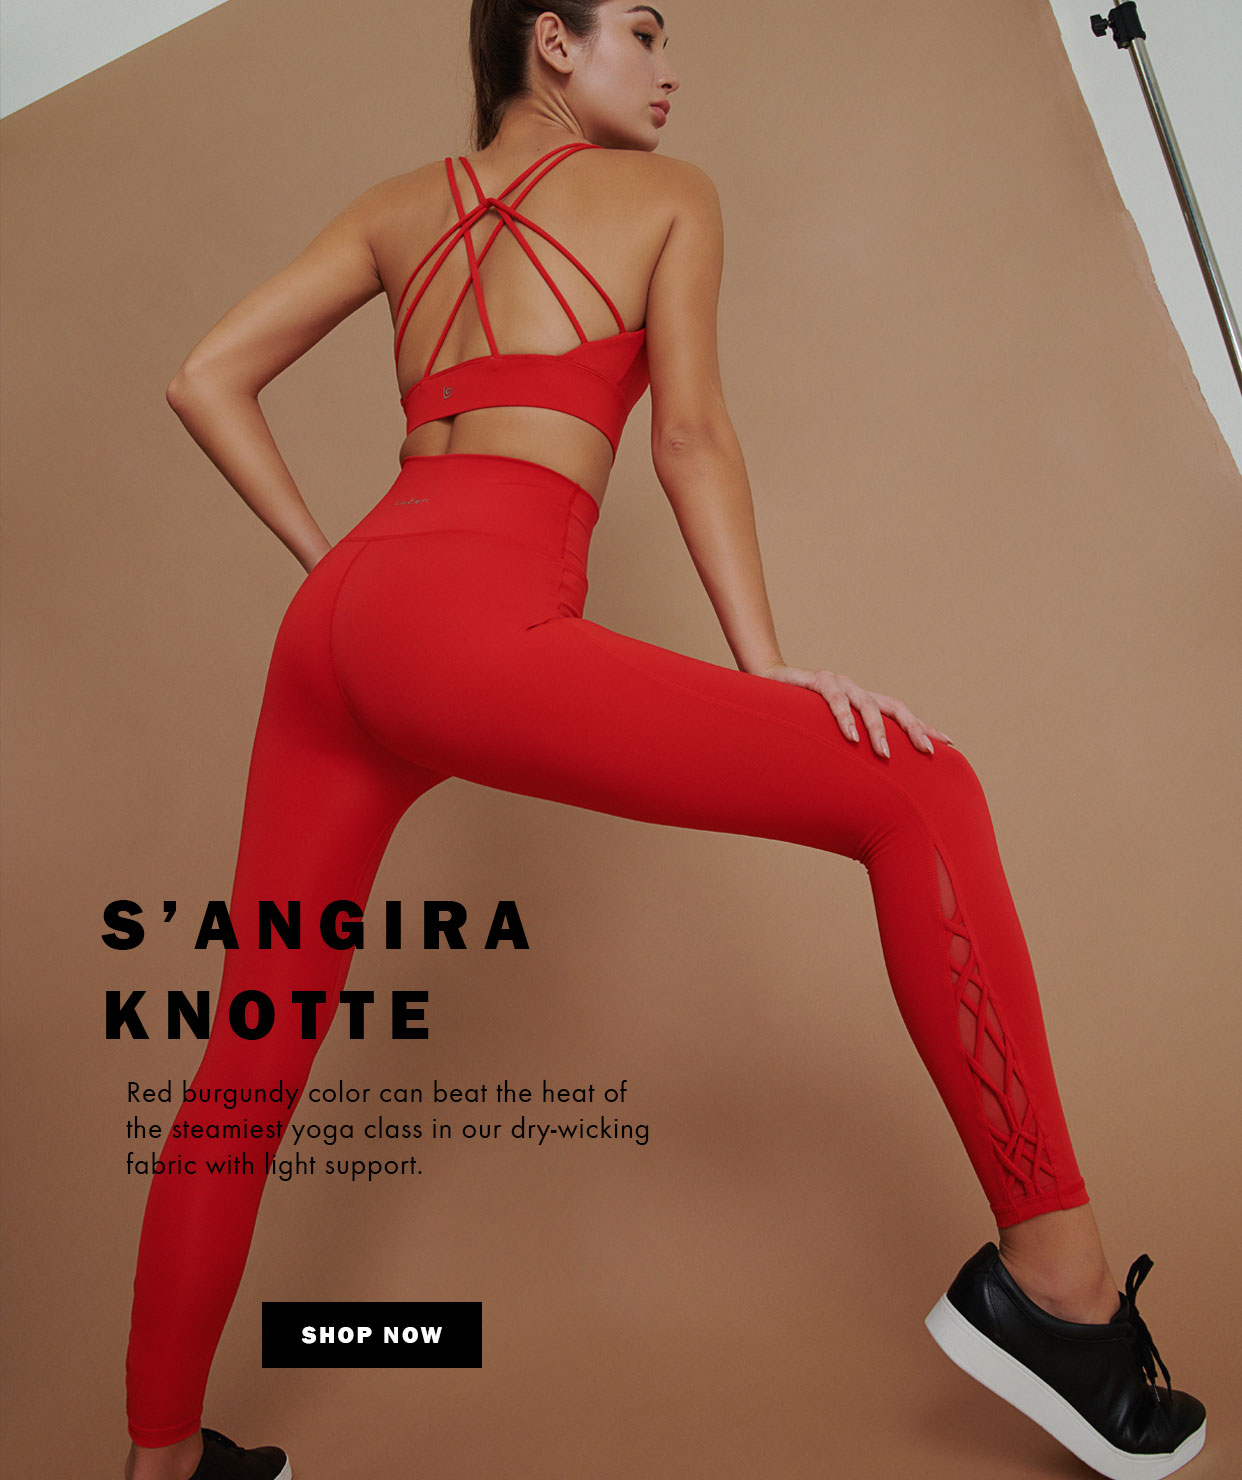 S’ANGIRA
KNOTTE
Red burgundy color can beat the heat of
the steamiest yoga class in our dry-wicking
fabric with light support.
SHOP NOW